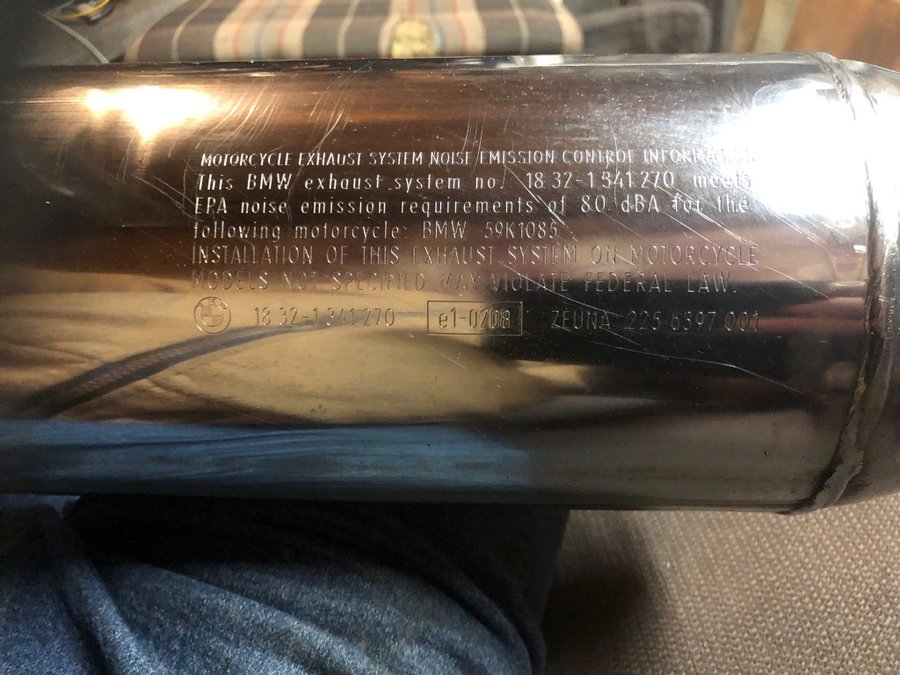 MOTORCYCLE EXHAUST SYSTEM NOISE EMISSION CONTROL INFORMATION
This BMW exhaust system no. 18 32-1 341 270 meets
EPA noise emission requirements of 80 dBA for the
following motorcycle: BMW 59K1085
INSTALLATION OF THIS EXHAUST SYSTEM ON MOTORCYCLE
MODELS NOT SPECIFIED MAY VIOLATE FEDERAL LAW.
BMW 18 32-1 341 270 e1-0208 ZEUNA 225 6397 001